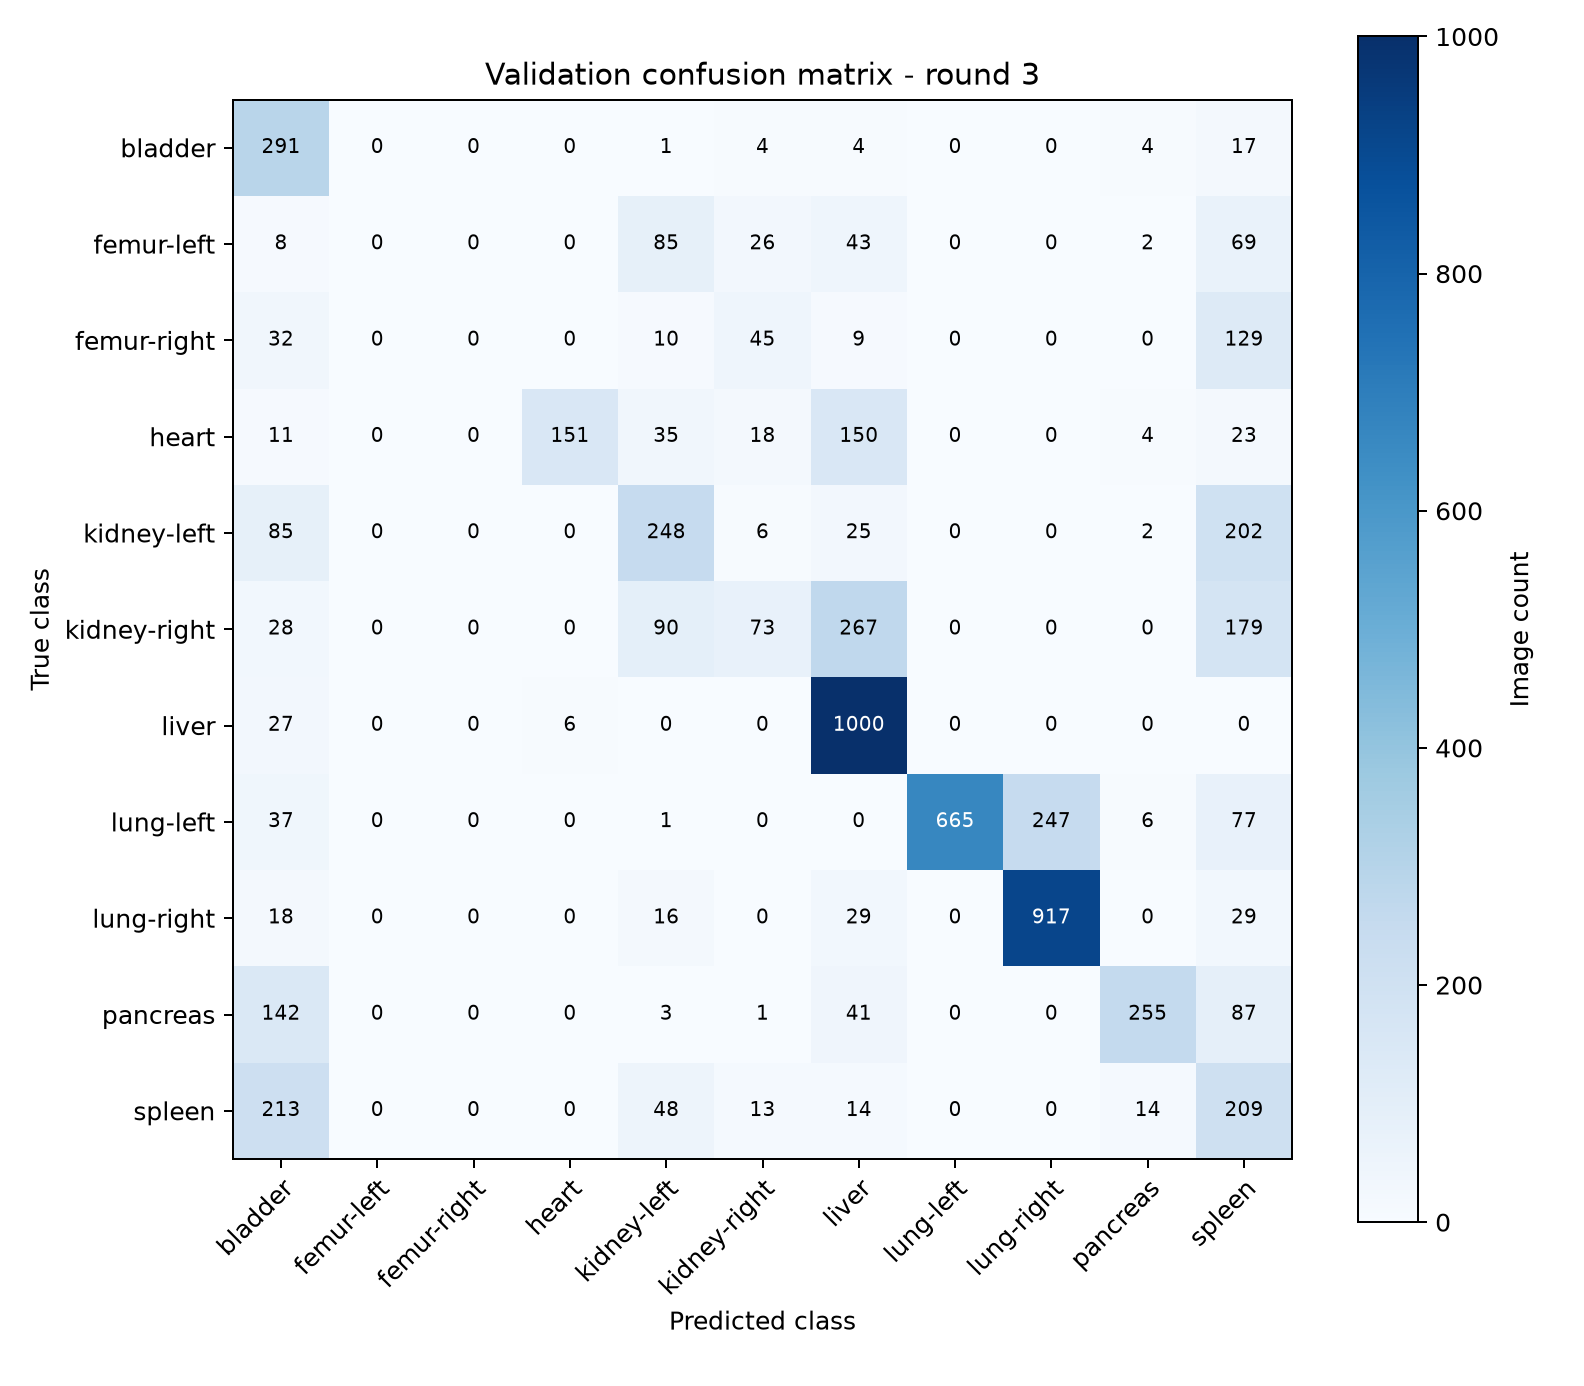 Validation confusion matrix - round 3
True class
bladder 291 0 0 0 1 4 4 0 0 4 17
femur-left 8 0 0 0 85 26 43 0 0 2 69
femur-right 32 0 0 0 10 45 9 0 0 0 129
heart 11 0 0 151 35 18 150 0 0 4 23
kidney-left 85 0 0 0 248 6 25 0 0 2 202
kidney-right 28 0 0 0 90 73 267 0 0 0 179
liver 27 0 0 6 0 0 1000 0 0 0 0
lung-left 37 0 0 0 1 0 0 665 247 6 77
lung-right 18 0 0 0 16 0 29 0 917 0 29
pancreas 142 0 0 0 3 1 41 0 0 255 87
spleen 213 0 0 0 48 13 14 0 0 14 209
bladder femur-left femur-right heart kidney-left kidney-right liver lung-left lung-right pancreas spleen
Predicted class
1000
800
600
400
200
0
Image count